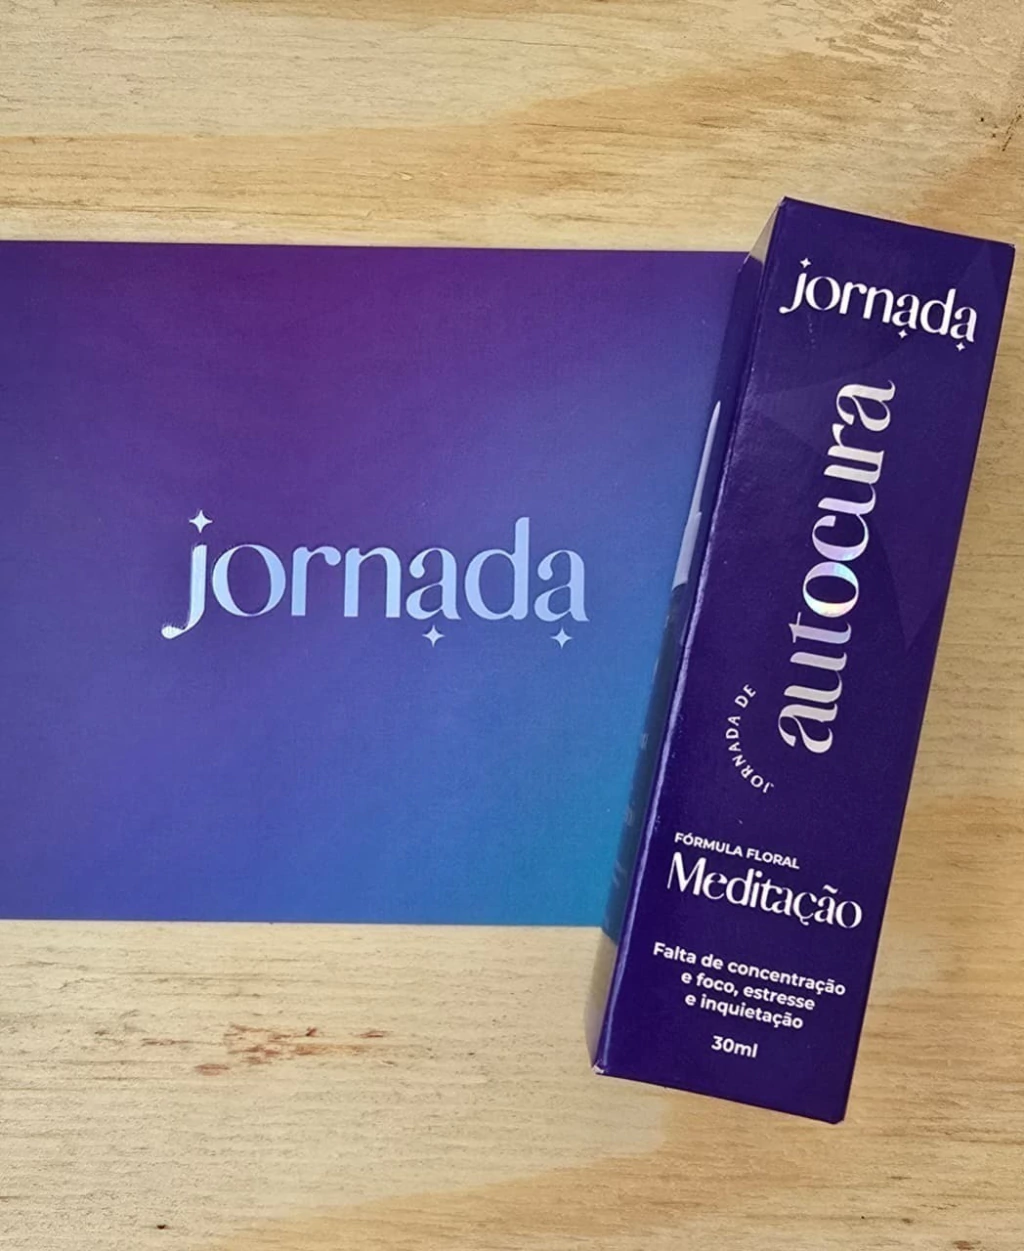 jornada
jornada
autocura
JORNADA DE
FÓRMULA FLORAL
Meditação
Falta de concentração
e foco, estresse
e inquietação
30ml